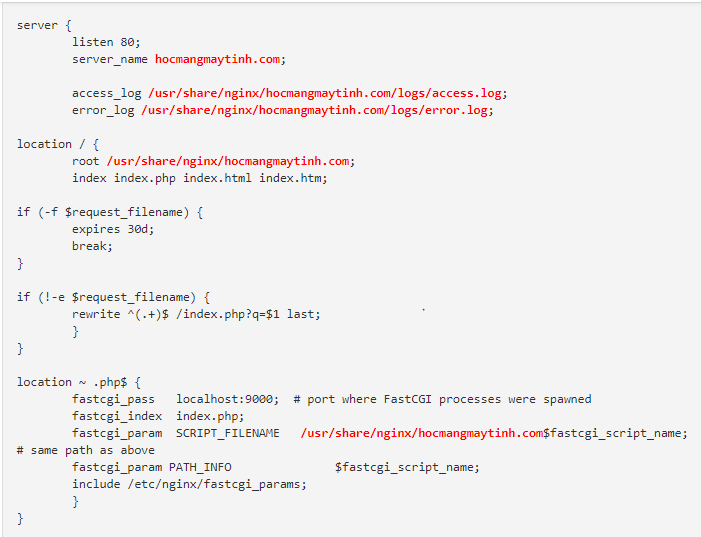 server {
listen 80;
server_name hocmangmaytinh.com;
access_log /usr/share/nginx/hocmangmaytinh.com/logs/access.log;
error_log /usr/share/nginx/hocmangmaytinh.com/logs/error.log;
location / {
root /usr/share/nginx/hocmangmaytinh.com;
index index.php index.html index.htm;
if (-f $request_filename) {
expires 30d;
break;
}
if (!-e $request_filename) {
rewrite ^(.+)$ /index.php?q=$1 last;
}
}
location ~ .php$ {
fastcgi_pass   localhost:9000;  # port where FastCGI processes were spawned
fastcgi_index  index.php;
fastcgi_param  SCRIPT_FILENAME   /usr/share/nginx/hocmangmaytinh.com$fastcgi_script_name;
# same path as above
fastcgi_param PATH_INFO               $fastcgi_script_name;
include /etc/nginx/fastcgi_params;
}
}